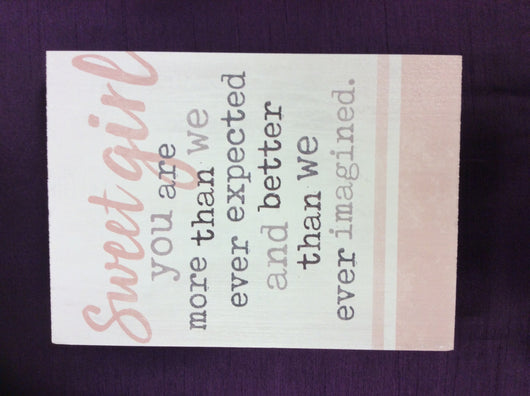 Sweet girl
you are
more than we
ever expected
and better
than we
ever imagined.